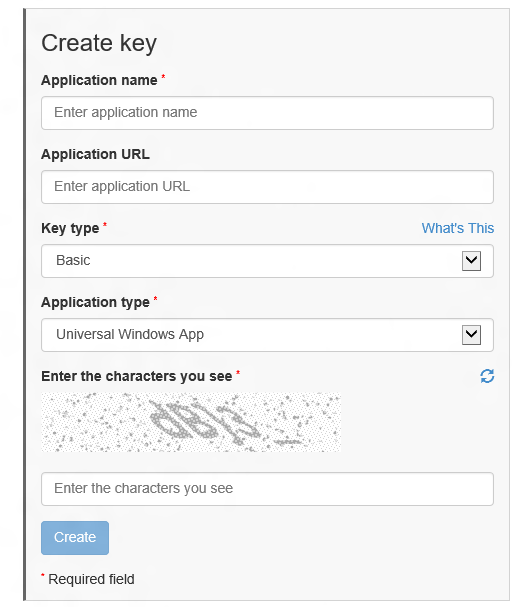 Create key
Application name *
Enter application name
Application URL
Enter application URL
Key type * What's This
Basic
Application type *
Universal Windows App
Enter the characters you see *
Enter the characters you see
Create
* Required field